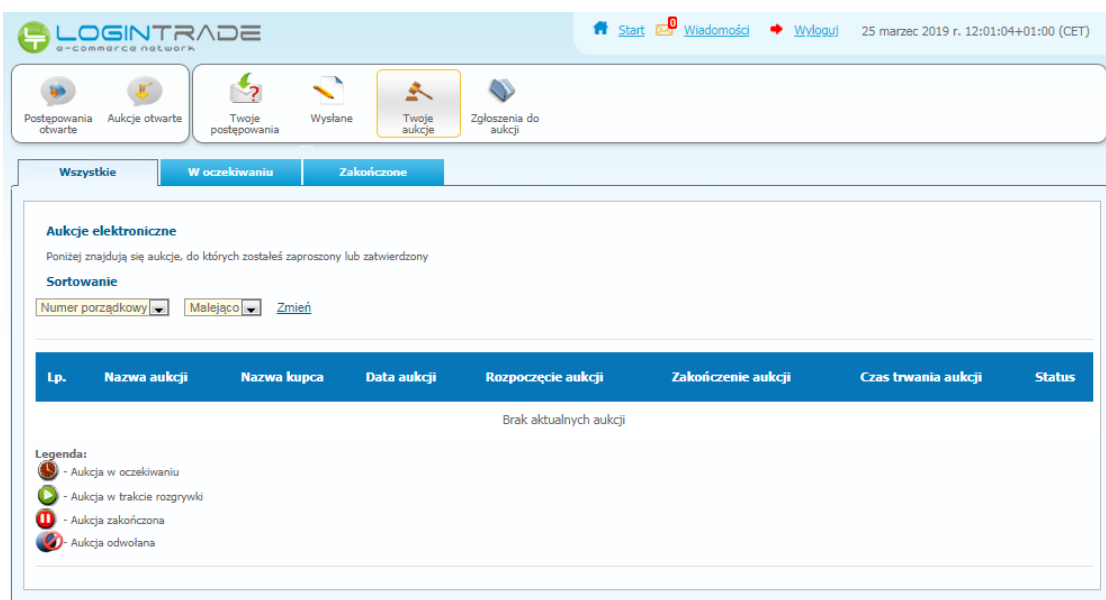 LOGINTRADE
e-commerce network
Start 0 Wiadomości Wyloguj 25 marzec 2019 r. 12:01:04+01:00 (CET)
Postępowania otwarte
Aukcje otwarte
Twoje postępowania
Wysłane
Twoje aukcje
Zgłoszenia do aukcji
Wszystkie W oczekiwaniu Zakończone
Aukcje elektroniczne
Poniżej znajdują się aukcje, do których zostałeś zaproszony lub zatwierdzony
Sortowanie
Numer porządkowy Malejąco Zmień
Lp. Nazwa aukcji Nazwa kupca Data aukcji Rozpoczęcie aukcji Zakończenie aukcji Czas trwania aukcji Status
Brak aktualnych aukcji
Legenda:
- Aukcja w oczekiwaniu
- Aukcja w trakcie rozgrywki
- Aukcja zakończona
- Aukcja odwołana